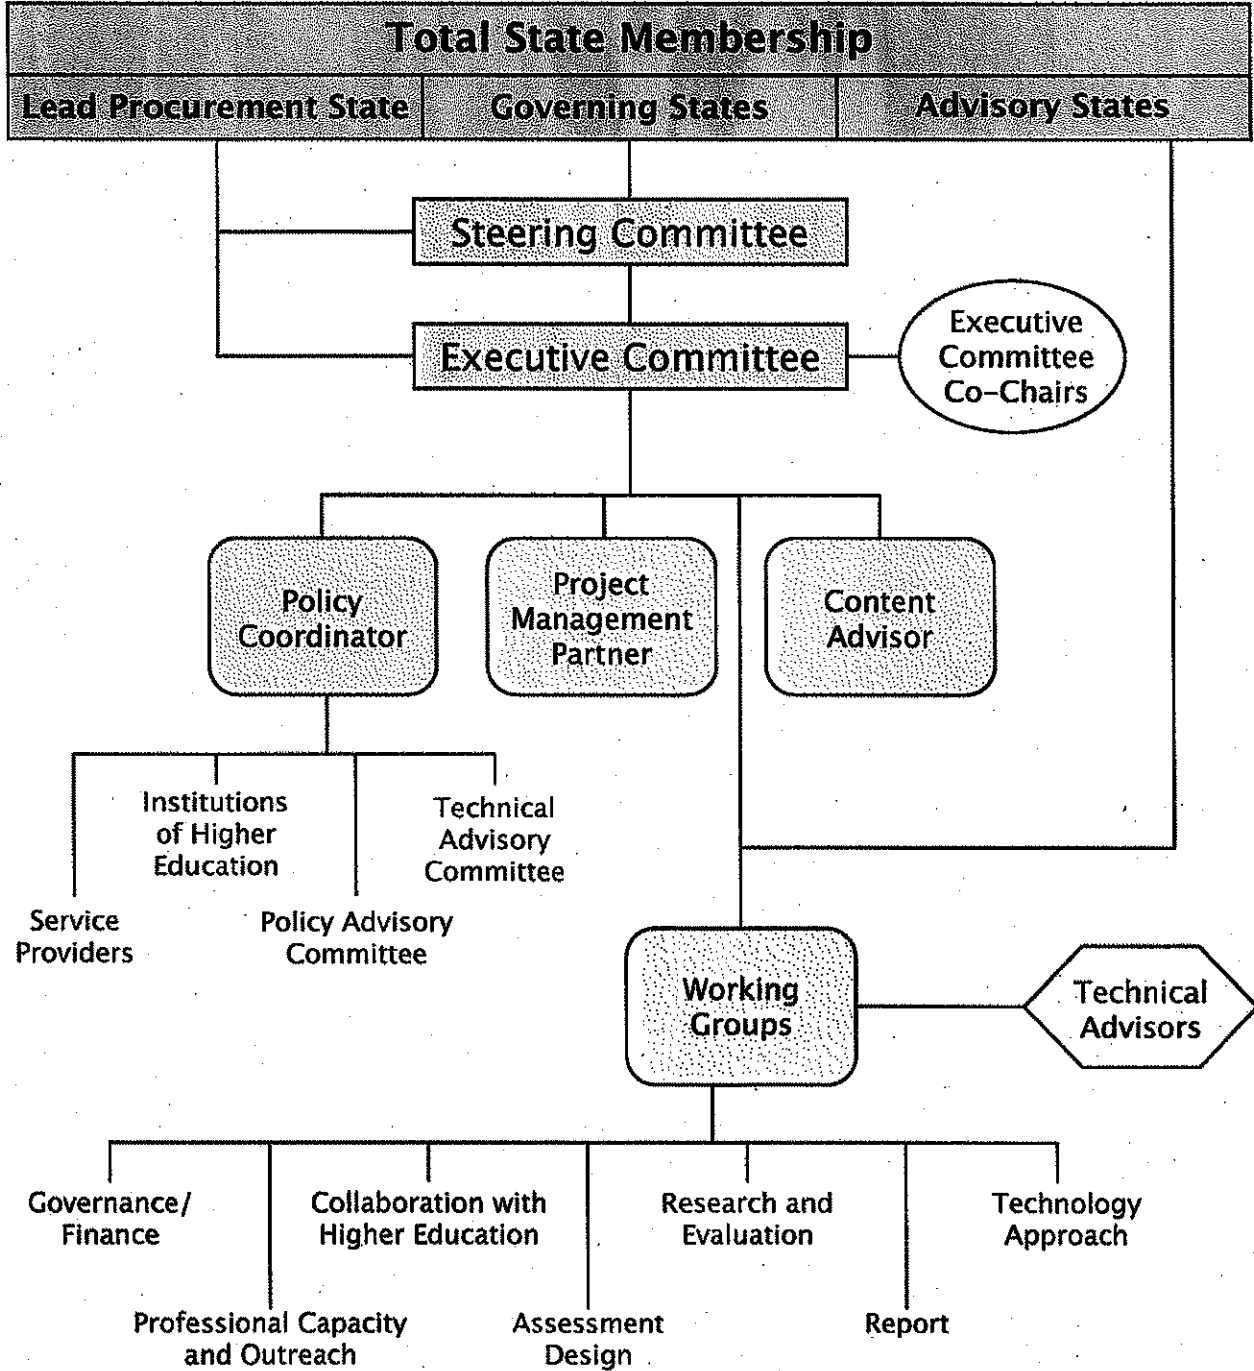 Total State Membership
Lead Procurement State
Governing States
Advisory States
Steering Committee
Executive Committee
Executive
Committee
Co-Chairs
Policy
Coordinator
Project
Management
Partner
Content
Advisor
Institutions
of Higher
Education
Technical
Advisory
Committee
Service
Providers
Policy Advisory
Committee
Working
Groups
Technical
Advisors
Governance/
Finance
Collaboration with
Higher Education
Research and
Evaluation
Technology
Approach
Professional Capacity
and Outreach
Assessment
Design
Report